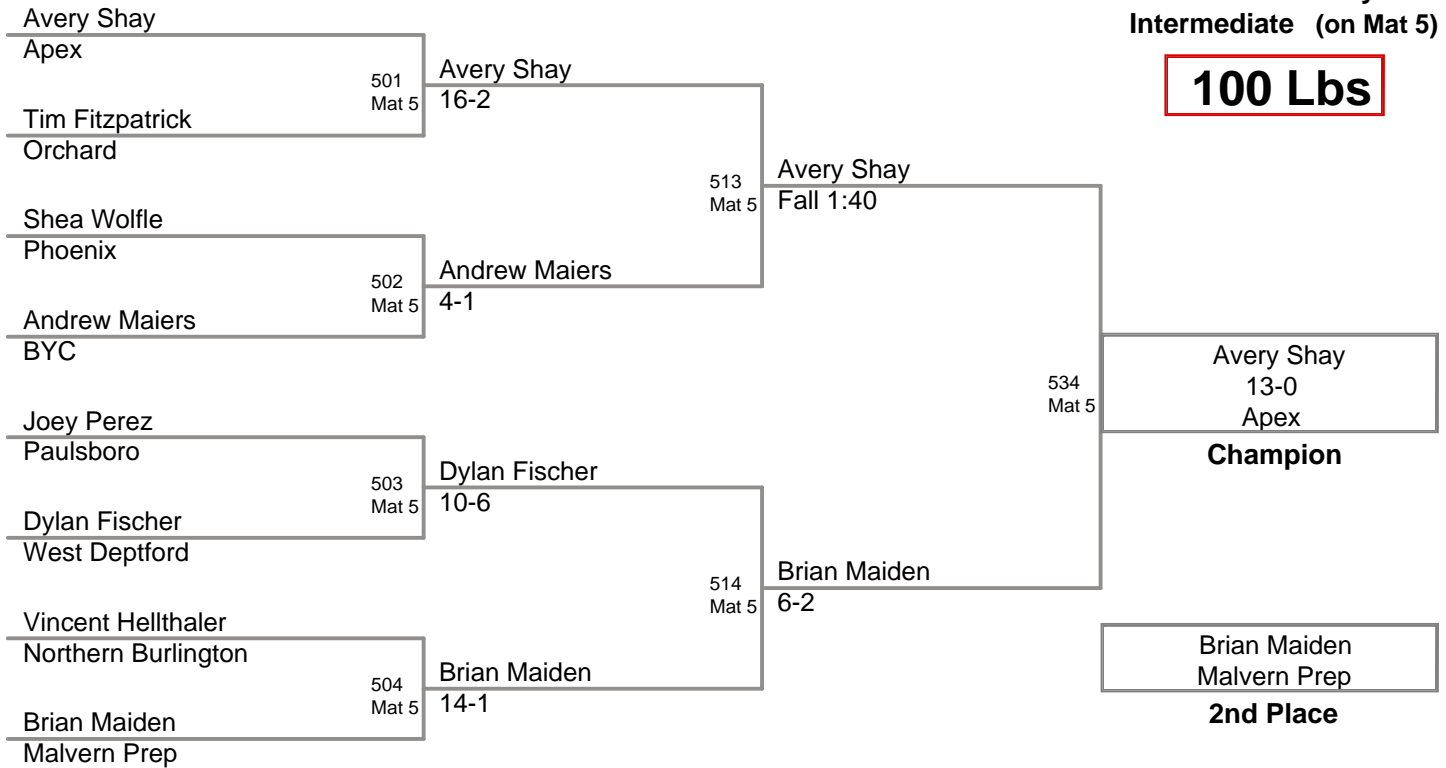 Intermediate (on Mat 5)
100 Lbs
Avery Shay
Apex
501
Mat 5
Tim Fitzpatrick
Orchard
Avery Shay
16-2
Shea Wolfle
Phoenix
502
Mat 5
Andrew Maiers
BYC
Andrew Maiers
4-1
513
Mat 5
Avery Shay
Fall 1:40
Joey Perez
Paulsboro
503
Mat 5
Dylan Fischer
West Deptford
Dylan Fischer
10-6
Vincent Hellthaler
Northern Burlington
504
Mat 5
Brian Maiden
Malvern Prep
Brian Maiden
14-1
514
Mat 5
Brian Maiden
6-2
534
Mat 5
Avery Shay
13-0
Apex
Champion
Brian Maiden
Malvern Prep
2nd Place